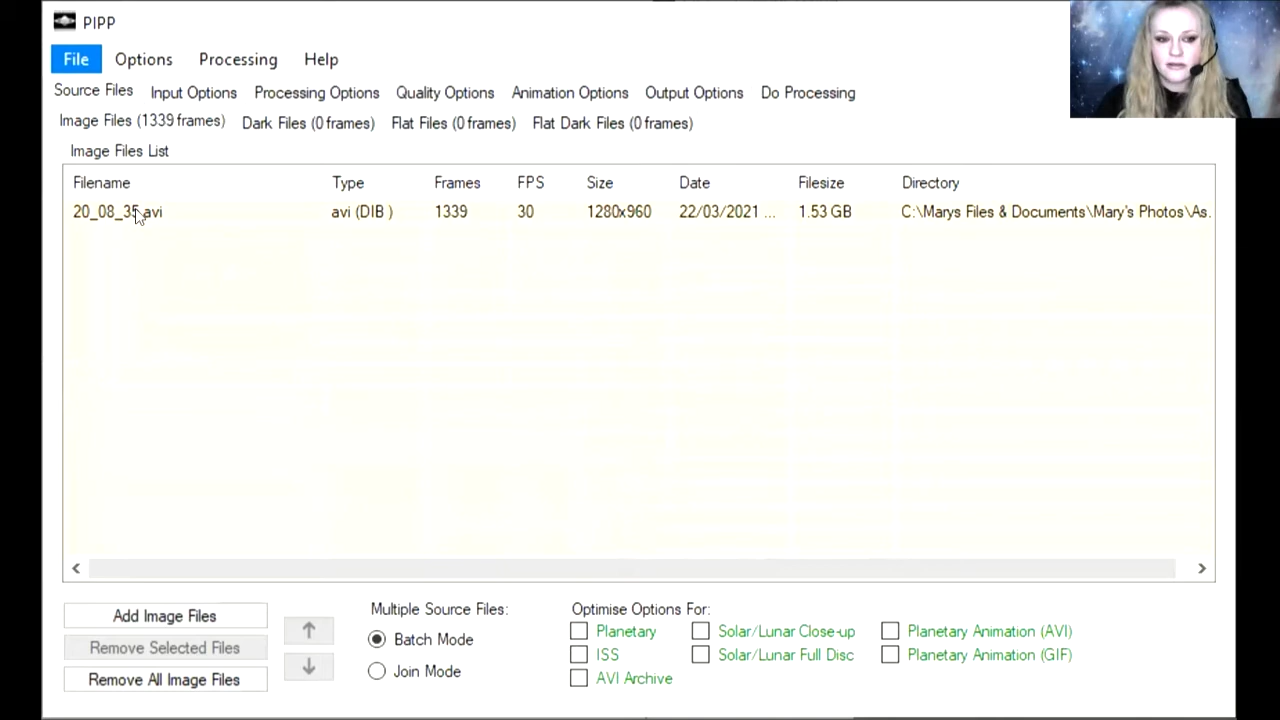 PIPP
File Options Processing Help
Source Files Input Options Processing Options Quality Options Animation Options Output Options Do Processing
Image Files (1339 frames) Dark Files (0 frames) Flat Files (0 frames) Flat Dark Files (0 frames)
Image Files List
Filename Type Frames FPS Size Date Filesize Directory
20_08_35.avi avi (DIB ) 1339 30 1280x960 22/03/2021 ... 1.53 GB C:\Marys Files & Documents\Mary's Photos\As.
Add Image Files Multiple Source Files: Optimise Options For:
Remove Selected Files Batch Mode Planetary Solar/Lunar Close-up Planetary Animation (AVI)
Remove All Image Files Join Mode ISS Solar/Lunar Full Disc Planetary Animation (GIF)
AVI Archive